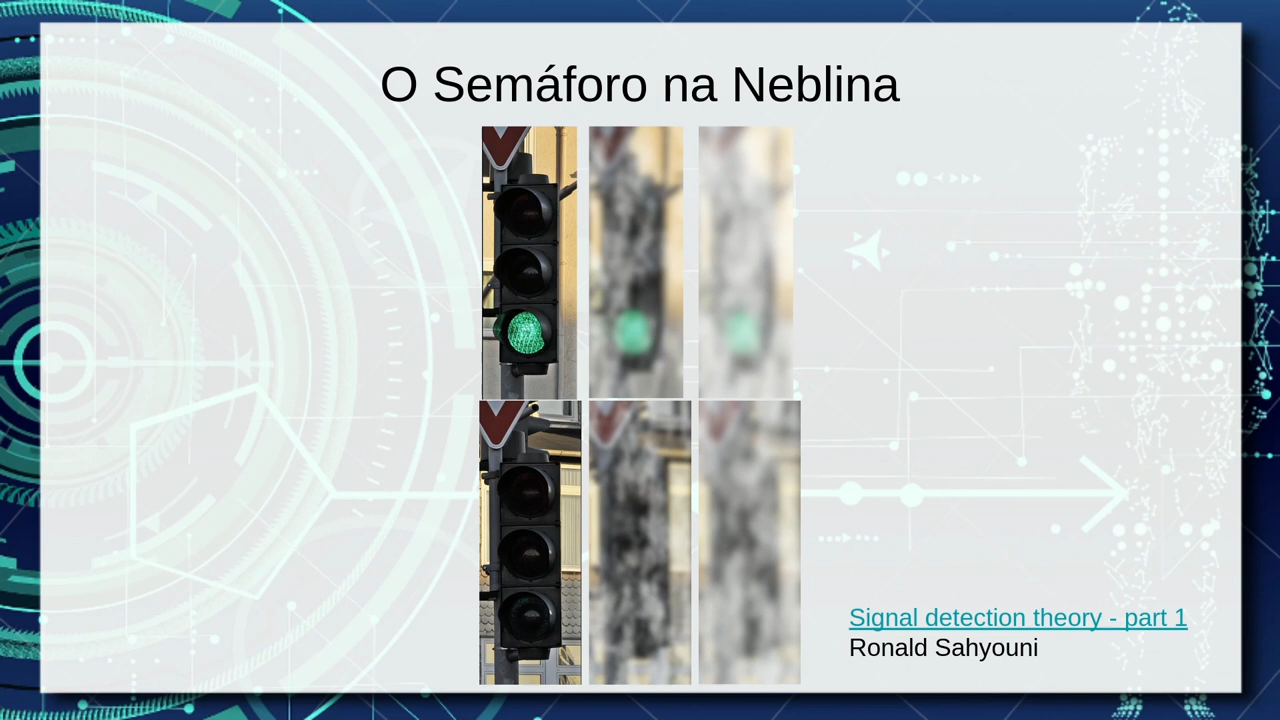 O Semáforo na Neblina
Signal detection theory - part 1
Ronald Sahyouni